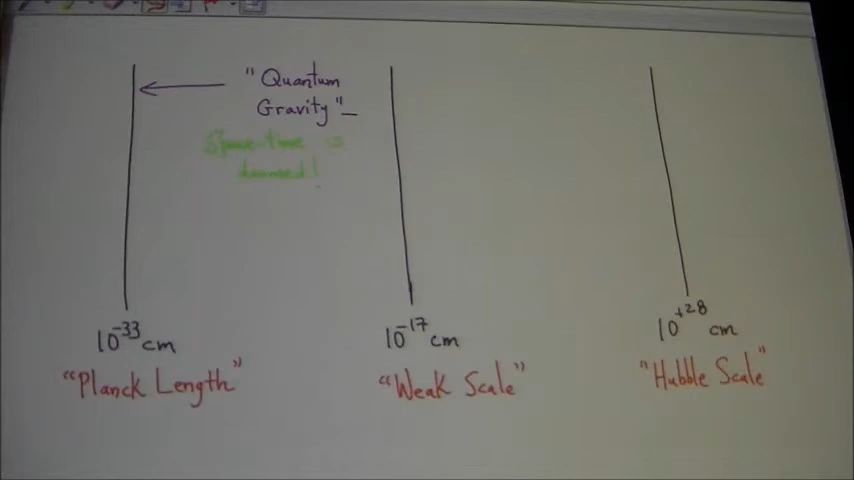 "Quantum
Gravity"_
Space-time is
doomed!
10^-33 cm
"Planck Length"
10^-17 cm
"Weak Scale"
10^+28 cm
"Hubble Scale"